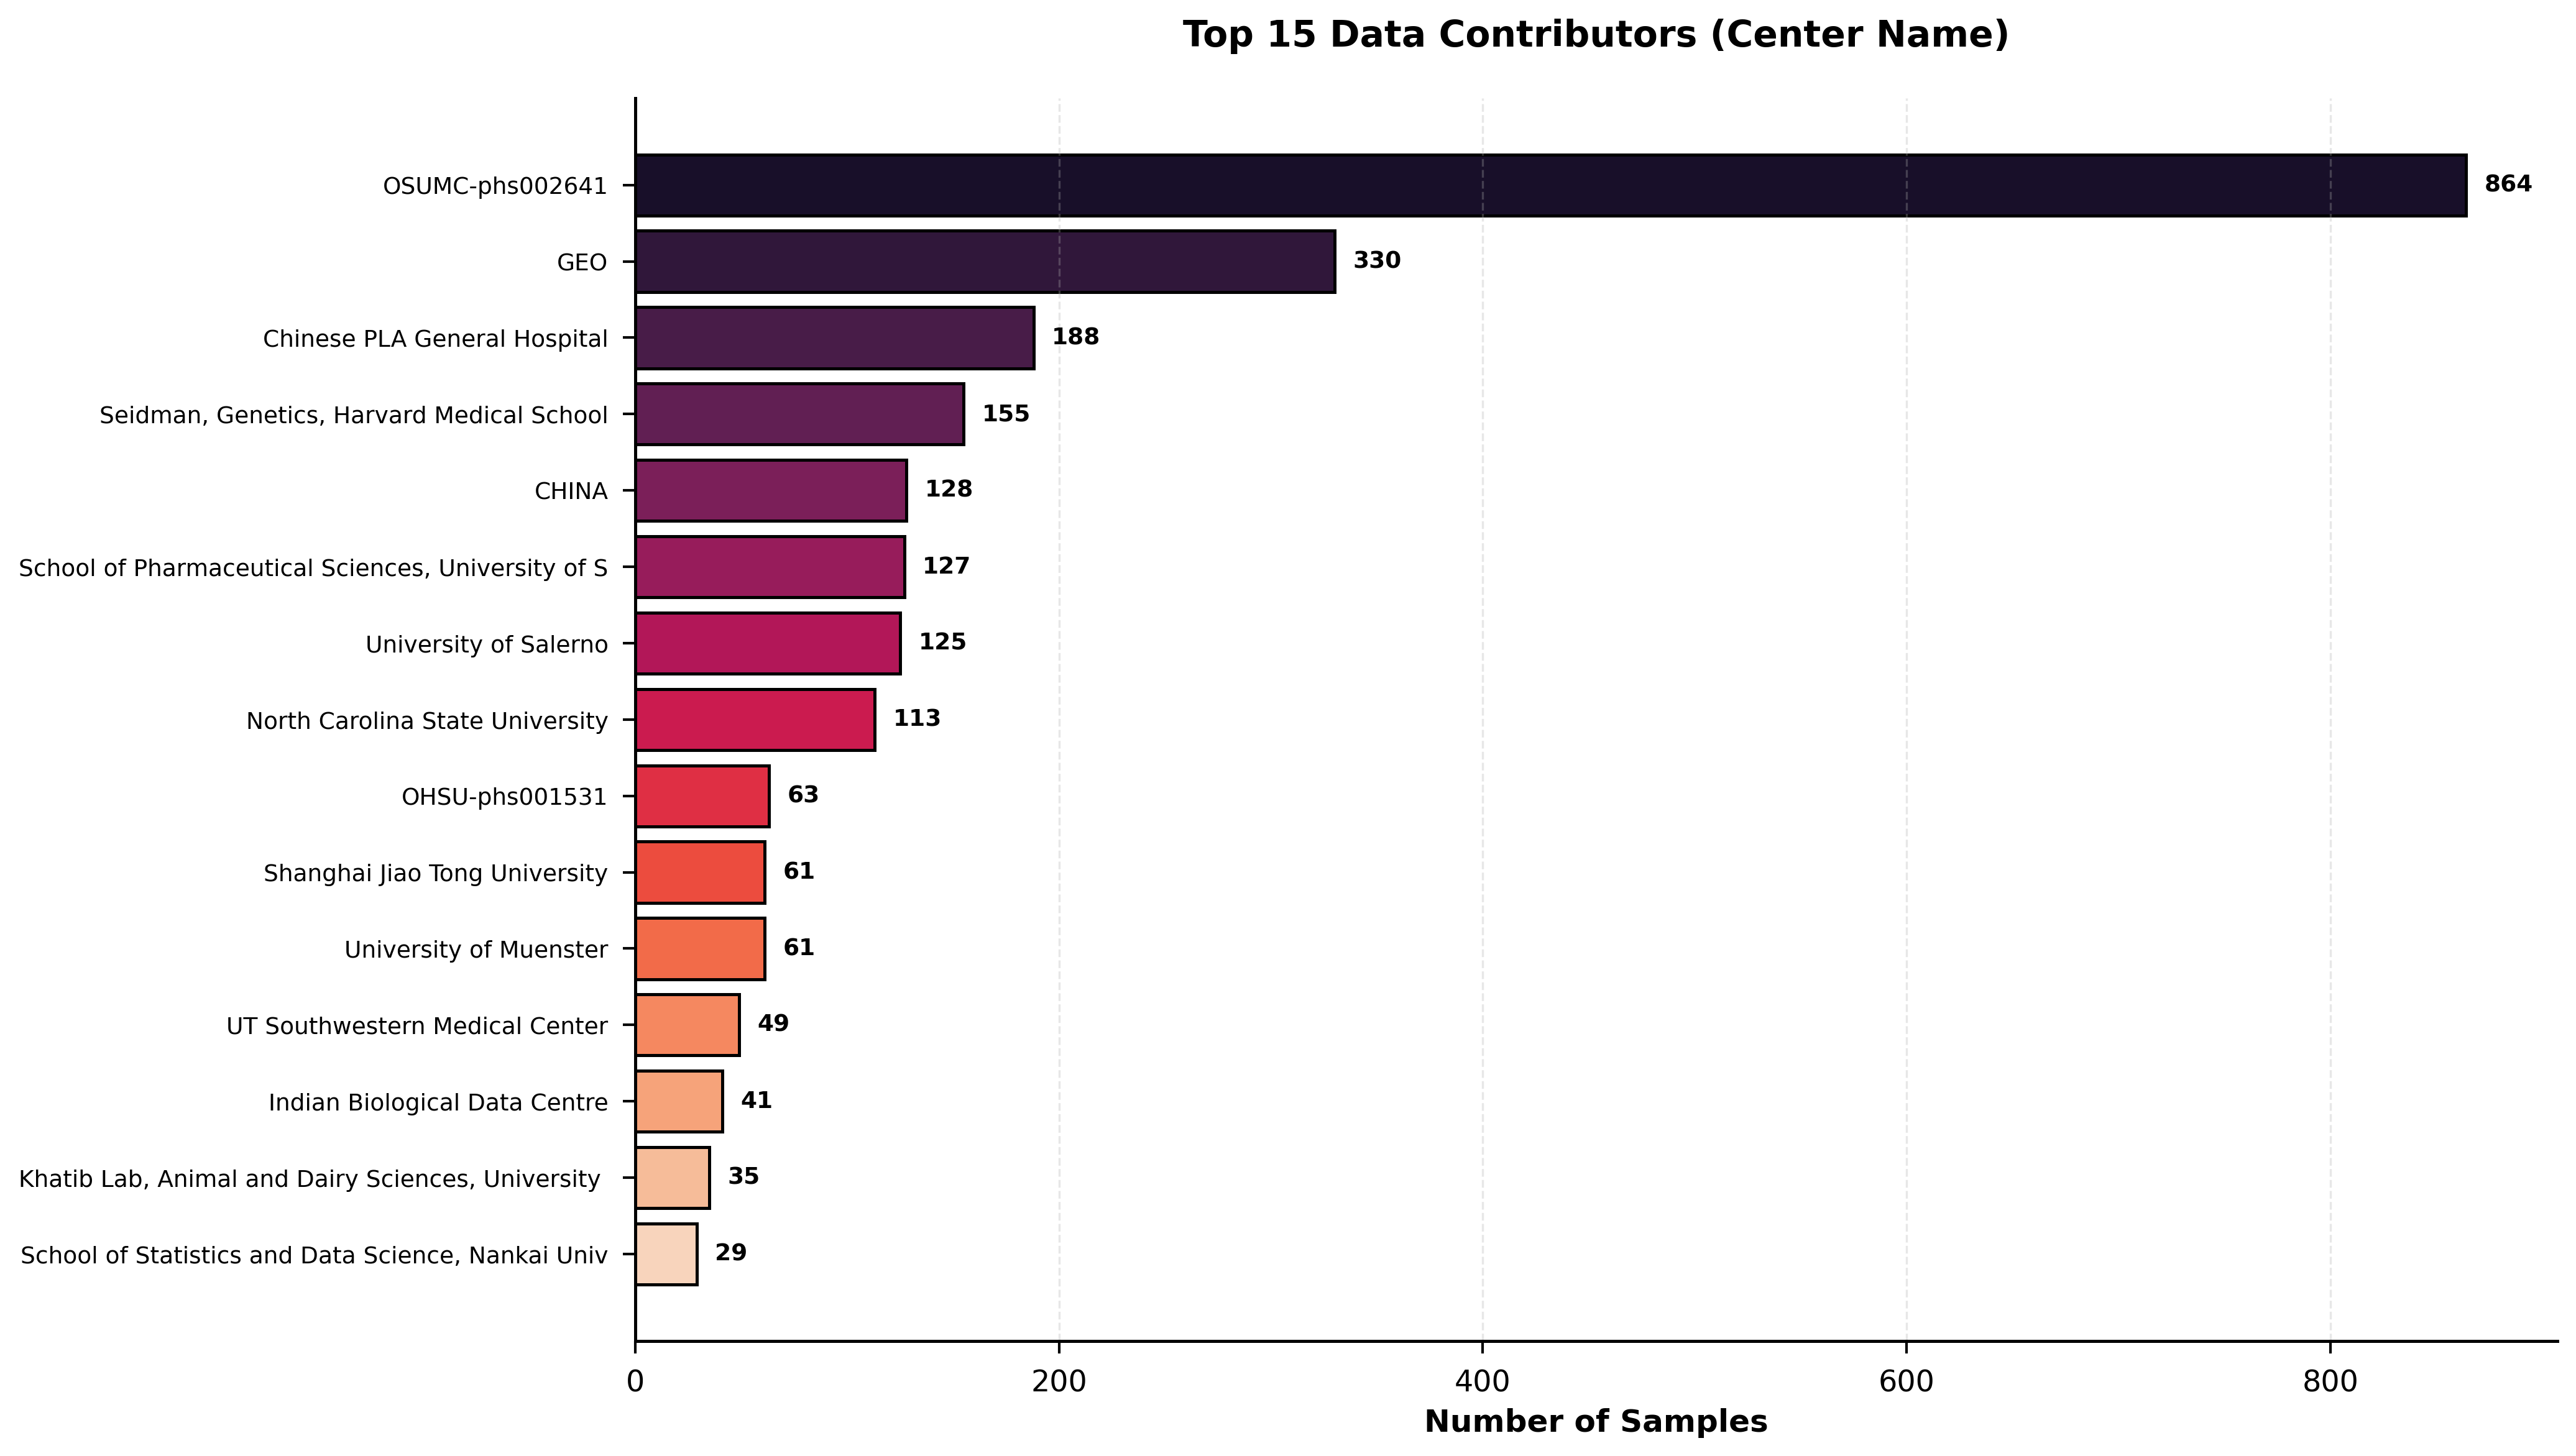 Top 15 Data Contributors (Center Name)
OSUMC-phs002641 864
GEO 330
Chinese PLA General Hospital 188
Seidman, Genetics, Harvard Medical School 155
CHINA 128
School of Pharmaceutical Sciences, University of S 127
University of Salerno 125
North Carolina State University 113
OHSU-phs001531 63
Shanghai Jiao Tong University 61
University of Muenster 61
UT Southwestern Medical Center 49
Indian Biological Data Centre 41
Khatib Lab, Animal and Dairy Sciences, University 35
School of Statistics and Data Science, Nankai Univ 29
0 200 400 600 800
Number of Samples